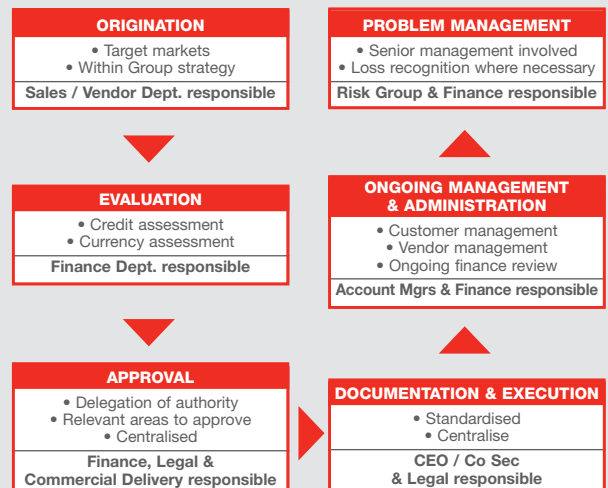 ORIGINATION
• Target markets
• Within Group strategy
Sales / Vendor Dept. responsible
EVALUATION
• Credit assessment
• Currency assessment
Finance Dept. responsible
APPROVAL
• Delegation of authority
• Relevant areas to approve
• Centralised
Finance, Legal &
Commercial Delivery responsible
DOCUMENTATION & EXECUTION
• Standardised
• Centralise
CEO / Co Sec
& Legal responsible
ONGOING MANAGEMENT
& ADMINISTRATION
• Customer management
• Vendor management
• Ongoing finance review
Account Mgrs & Finance responsible
PROBLEM MANAGEMENT
• Senior management involved
• Loss recognition where necessary
Risk Group & Finance responsible